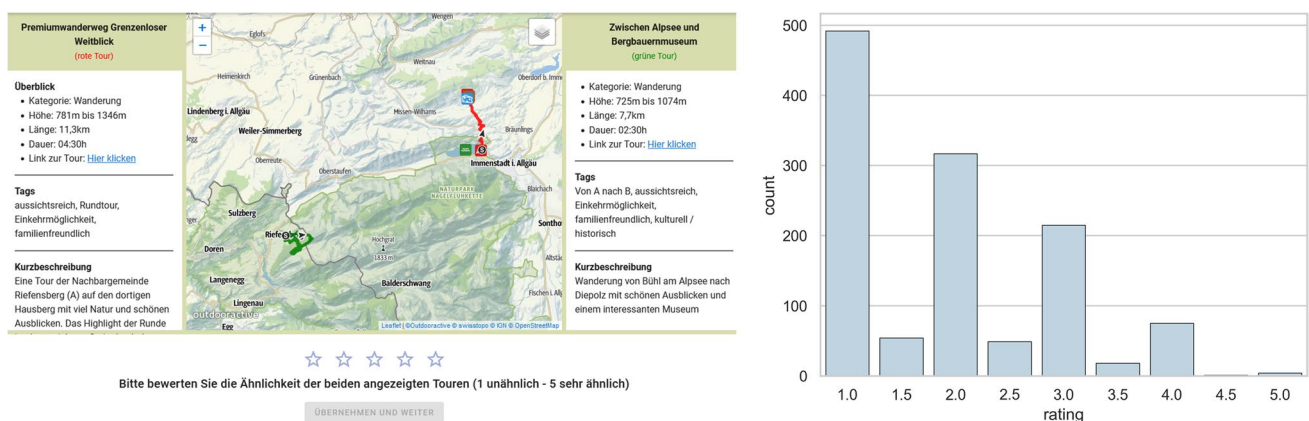 Premiumwanderweg Grenzenloser
Weitblick
(rote Tour)
Überblick
• Kategorie: Wanderung
• Höhe: 781m bis 1346m
• Länge: 11,3km
• Dauer: 04:30h
• Link zur Tour: Hier klicken
Tags
aussichtsreich, Rundtour,
Einkehrmöglichkeit,
familienfreundlich
Kurzbeschreibung
Eine Tour der Nachbargemeinde
Riefensberg (A) auf den dortigen
Hausberg mit viel Natur und schönen
Ausblicken. Das Highlight der Runde
+
−
Eglofs
Weitnau
Heimenkirch
Grünenbach
Oberdorf b. Imm
Lindenberg i. Allgäu
Missen-Wilhams
Weiler-Simmerberg
Bräunlings
Oberreute
Immenstadt i. Allgäu
Oberstaufen
NATURPARK
NAGELFLUHKETTE
Blaichach
Sulzberg
Sontho
Doren
Hochgrat
1833 m
Altstä
Langenegg
Balderschwang
Fischen i. Allg
Lingenau
outdooractive
Egg
Leaflet | ©Outdooractive © swisstopo © IGN © OpenStreetMap
Zwischen Alpsee und
Bergbauernmuseum
(grüne Tour)
• Kategorie: Wanderung
• Höhe: 725m bis 1074m
• Länge: 7,7km
• Dauer: 02:30h
• Link zur Tour: Hier klicken
Tags
Von A nach B, aussichtsreich,
Einkehrmöglichkeit,
familienfreundlich, kulturell /
historisch
Kurzbeschreibung
Wanderung von Bühl am Alpsee nach
Diepolz mit schönen Ausblicken und
einem interessanten Museum
Bitte bewerten Sie die Ähnlichkeit der beiden angezeigten Touren (1 unähnlich - 5 sehr ähnlich)
ÜBERNEHMEN UND WEITER
500
400
300
200
100
0
count
1.0 1.5 2.0 2.5 3.0 3.5 4.0 4.5 5.0
rating